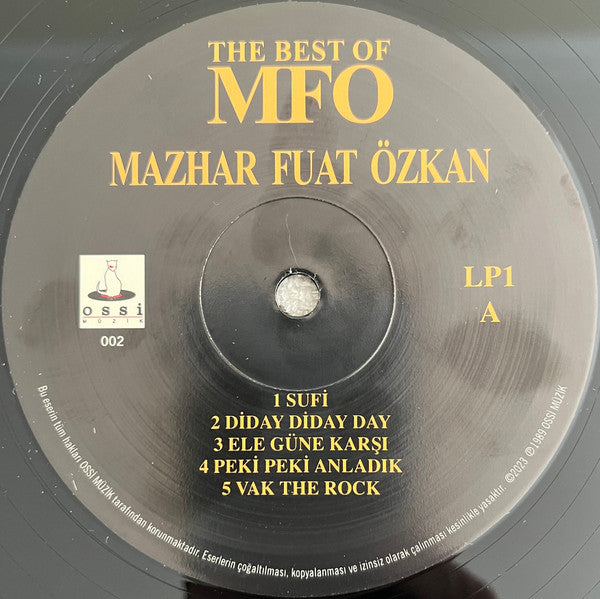 THE BEST OF
MFO
MAZHAR FUAT ÖZKAN
ossi
MÜZİK
002
LP1
A
1 SUFİ
2 DİDAY DİDAY DAY
3 ELE GÜNE KARŞI
4 PEKİ PEKİ ANLADIK
5 VAK THE ROCK
Bu eserin tüm hakları OSSİ MÜZİK tarafından korunmaktadır. Eserlerin çoğaltılması, kopyalanması ve izinsiz olarak çalınması kesinlikle yasaktır. ©2023 ℗1989 OSSİ MÜZİK